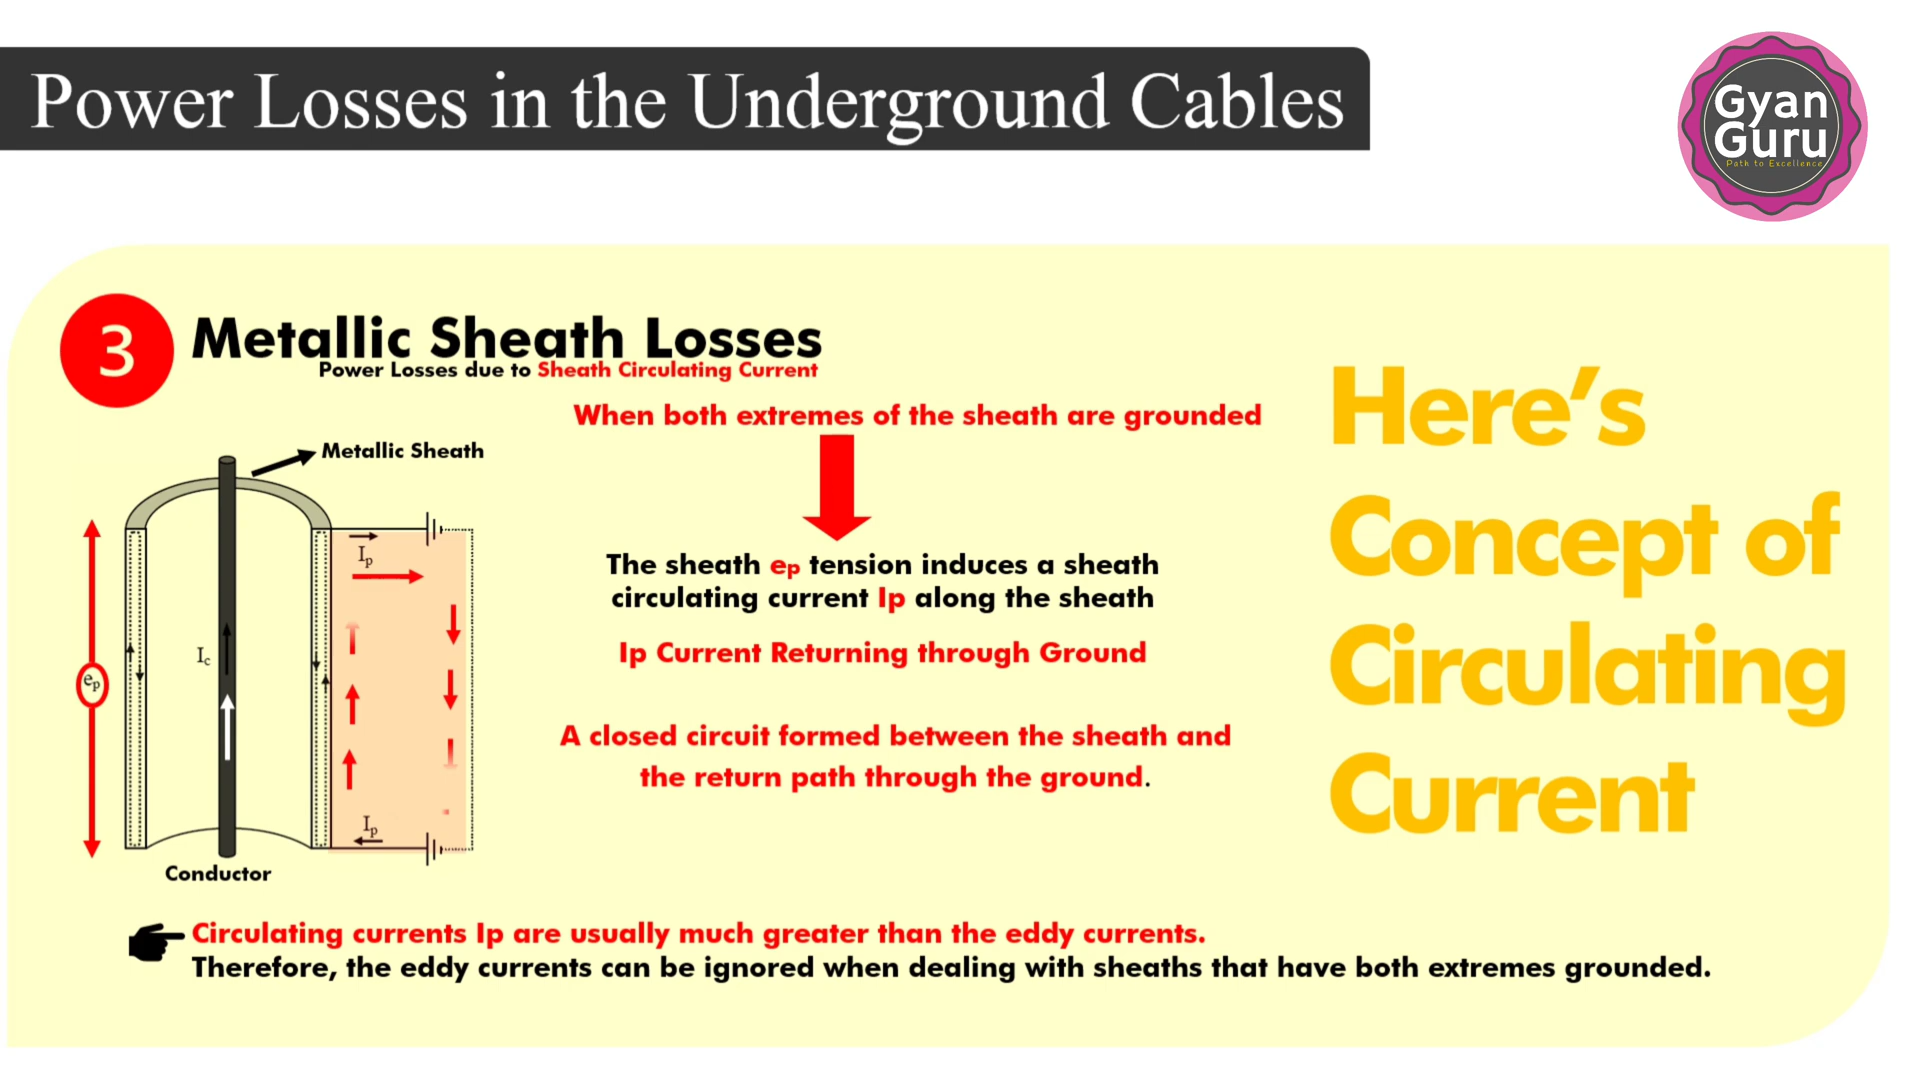 Power Losses in the Underground Cables
Gyan
Guru
Path to Excellence
3
Metallic Sheath Losses
Power Losses due to Sheath Circulating Current
When both extremes of the sheath are grounded
Metallic Sheath
Ip
Ic
ep
Ip
Conductor
The sheath ep tension induces a sheath
circulating current Ip along the sheath
Ip Current Returning through Ground
A closed circuit formed between the sheath and
the return path through the ground.
Here’s
Concept of
Circulating
Current
Circulating currents Ip are usually much greater than the eddy currents.
Therefore, the eddy currents can be ignored when dealing with sheaths that have both extremes grounded.